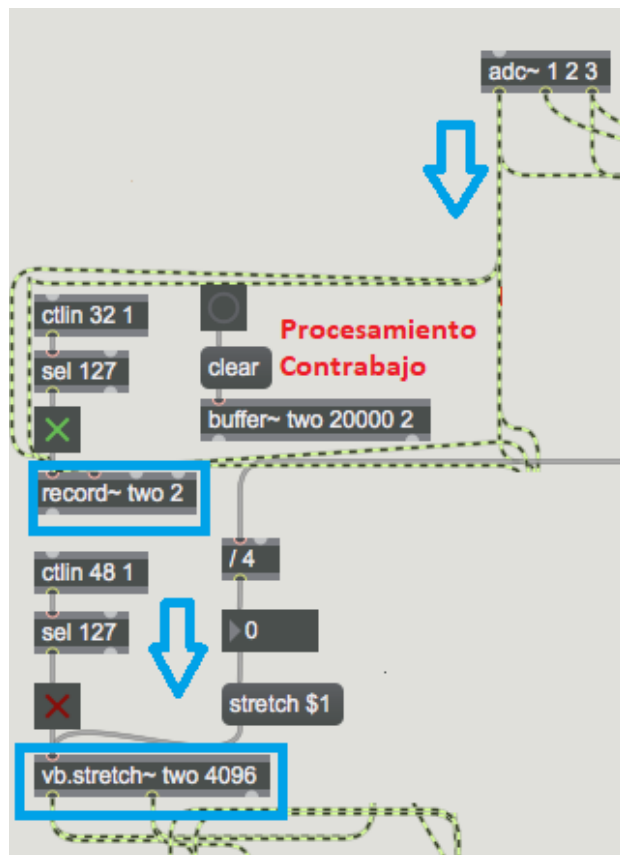 adc~ 1 2 3
ctlin 32 1
Procesamiento
sel 127
clear
Contrabajo
buffer~ two 20000 2
record~ two 2
ctlin 48 1
/ 4
sel 127
0
stretch $1
vb.stretch~ two 4096